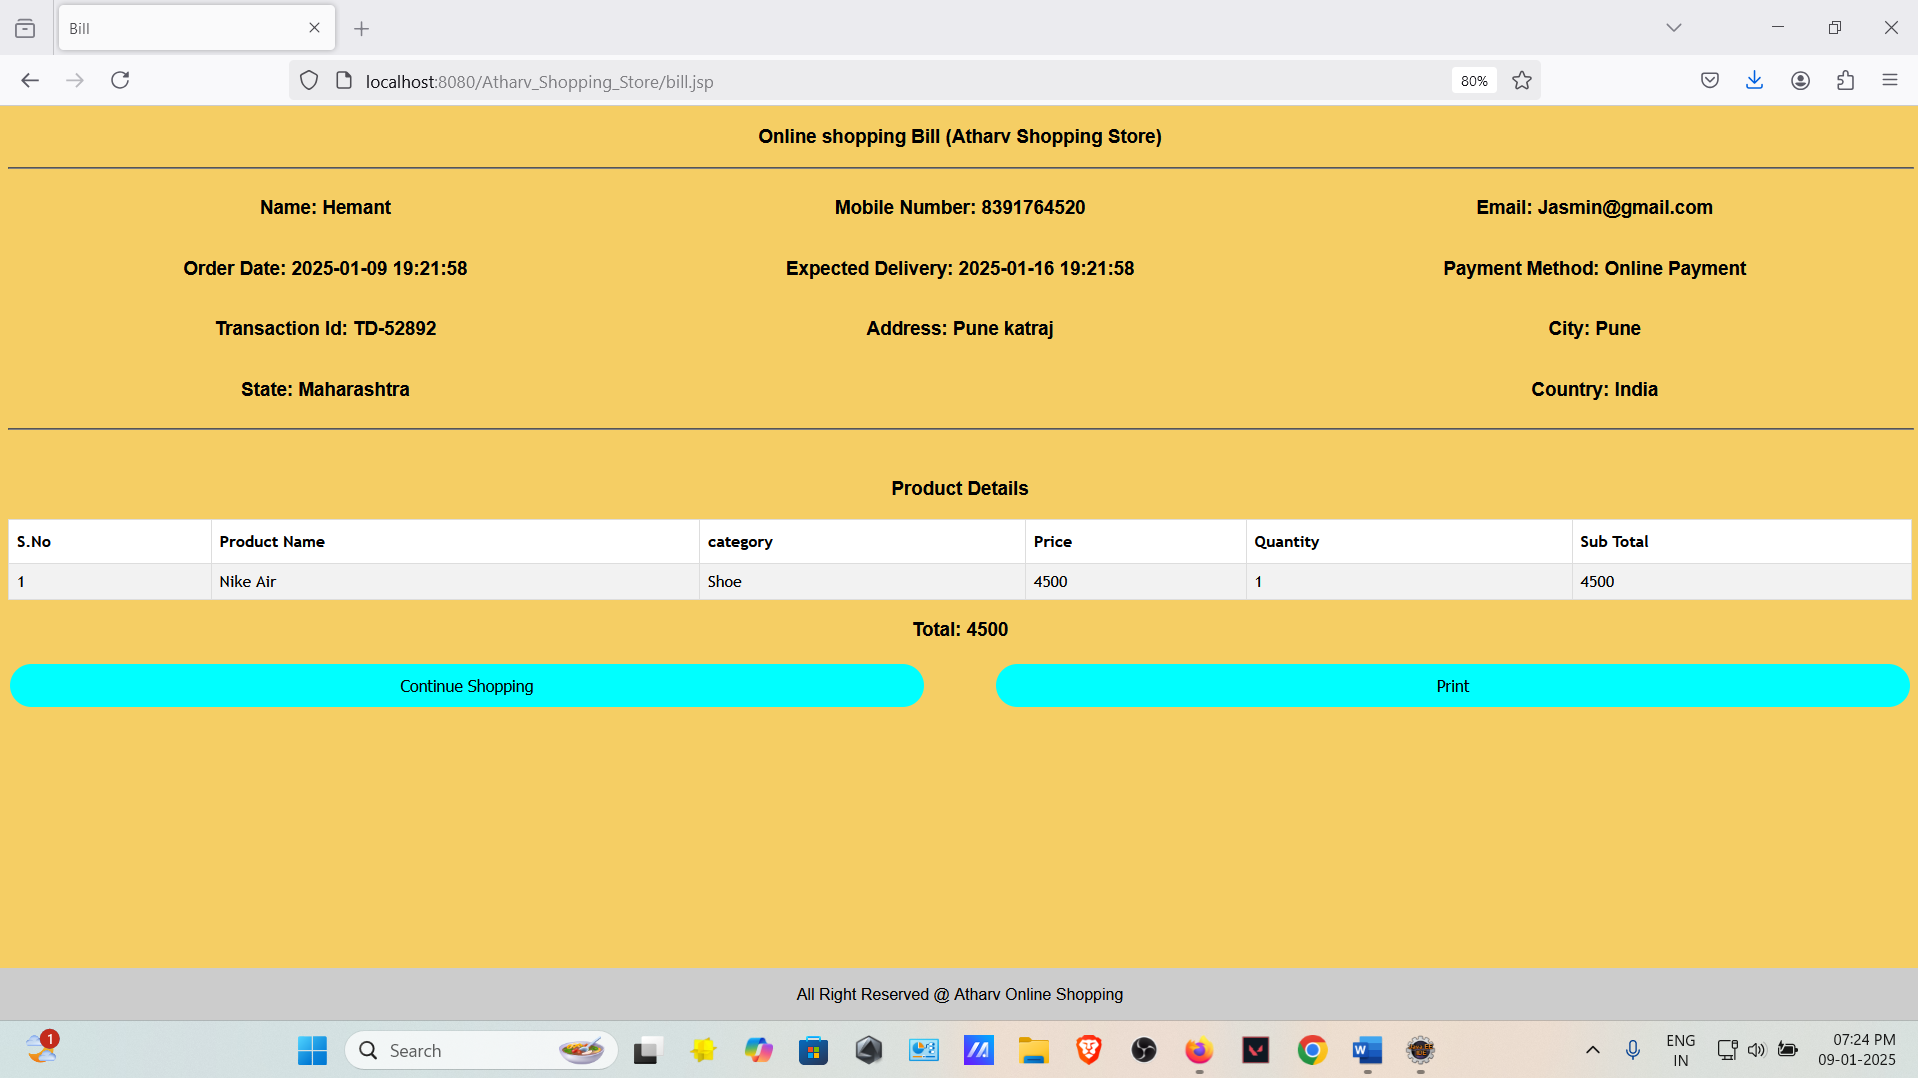 Bill
localhost:8080/Atharv_Shopping_Store/bill.jsp
80%
Online shopping Bill (Atharv Shopping Store)
Name: Hemant
Mobile Number: 8391764520
Email: Jasmin@gmail.com
Order Date: 2025-01-09 19:21:58
Expected Delivery: 2025-01-16 19:21:58
Payment Method: Online Payment
Transaction Id: TD-52892
Address: Pune katraj
City: Pune
State: Maharashtra
Country: India
Product Details
S.No Product Name category Price Quantity Sub Total
1 Nike Air Shoe 4500 1 4500
Total: 4500
Continue Shopping
Print
All Right Reserved @ Atharv Online Shopping
1
Search
ENG
IN
07:24 PM
09-01-2025